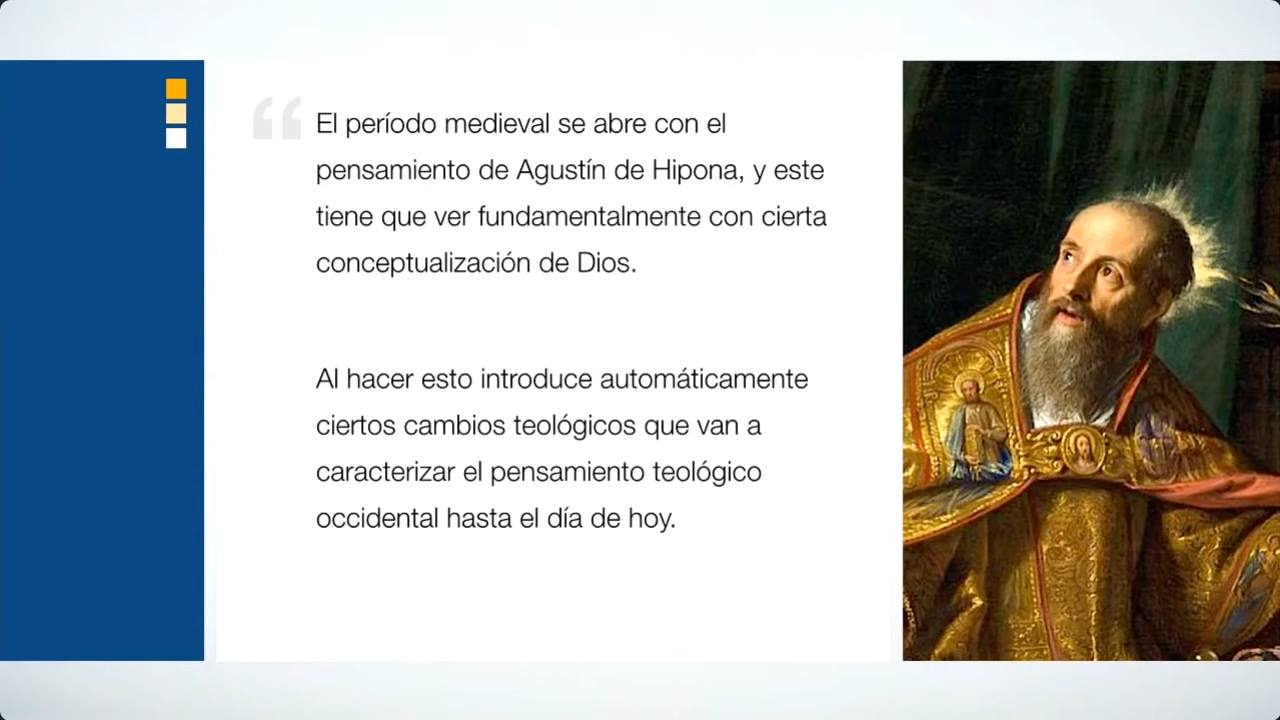 “
El período medieval se abre con el
pensamiento de Agustín de Hipona, y este
tiene que ver fundamentalmente con cierta
conceptualización de Dios.
Al hacer esto introduce automáticamente
ciertos cambios teológicos que van a
caracterizar el pensamiento teológico
occidental hasta el día de hoy.